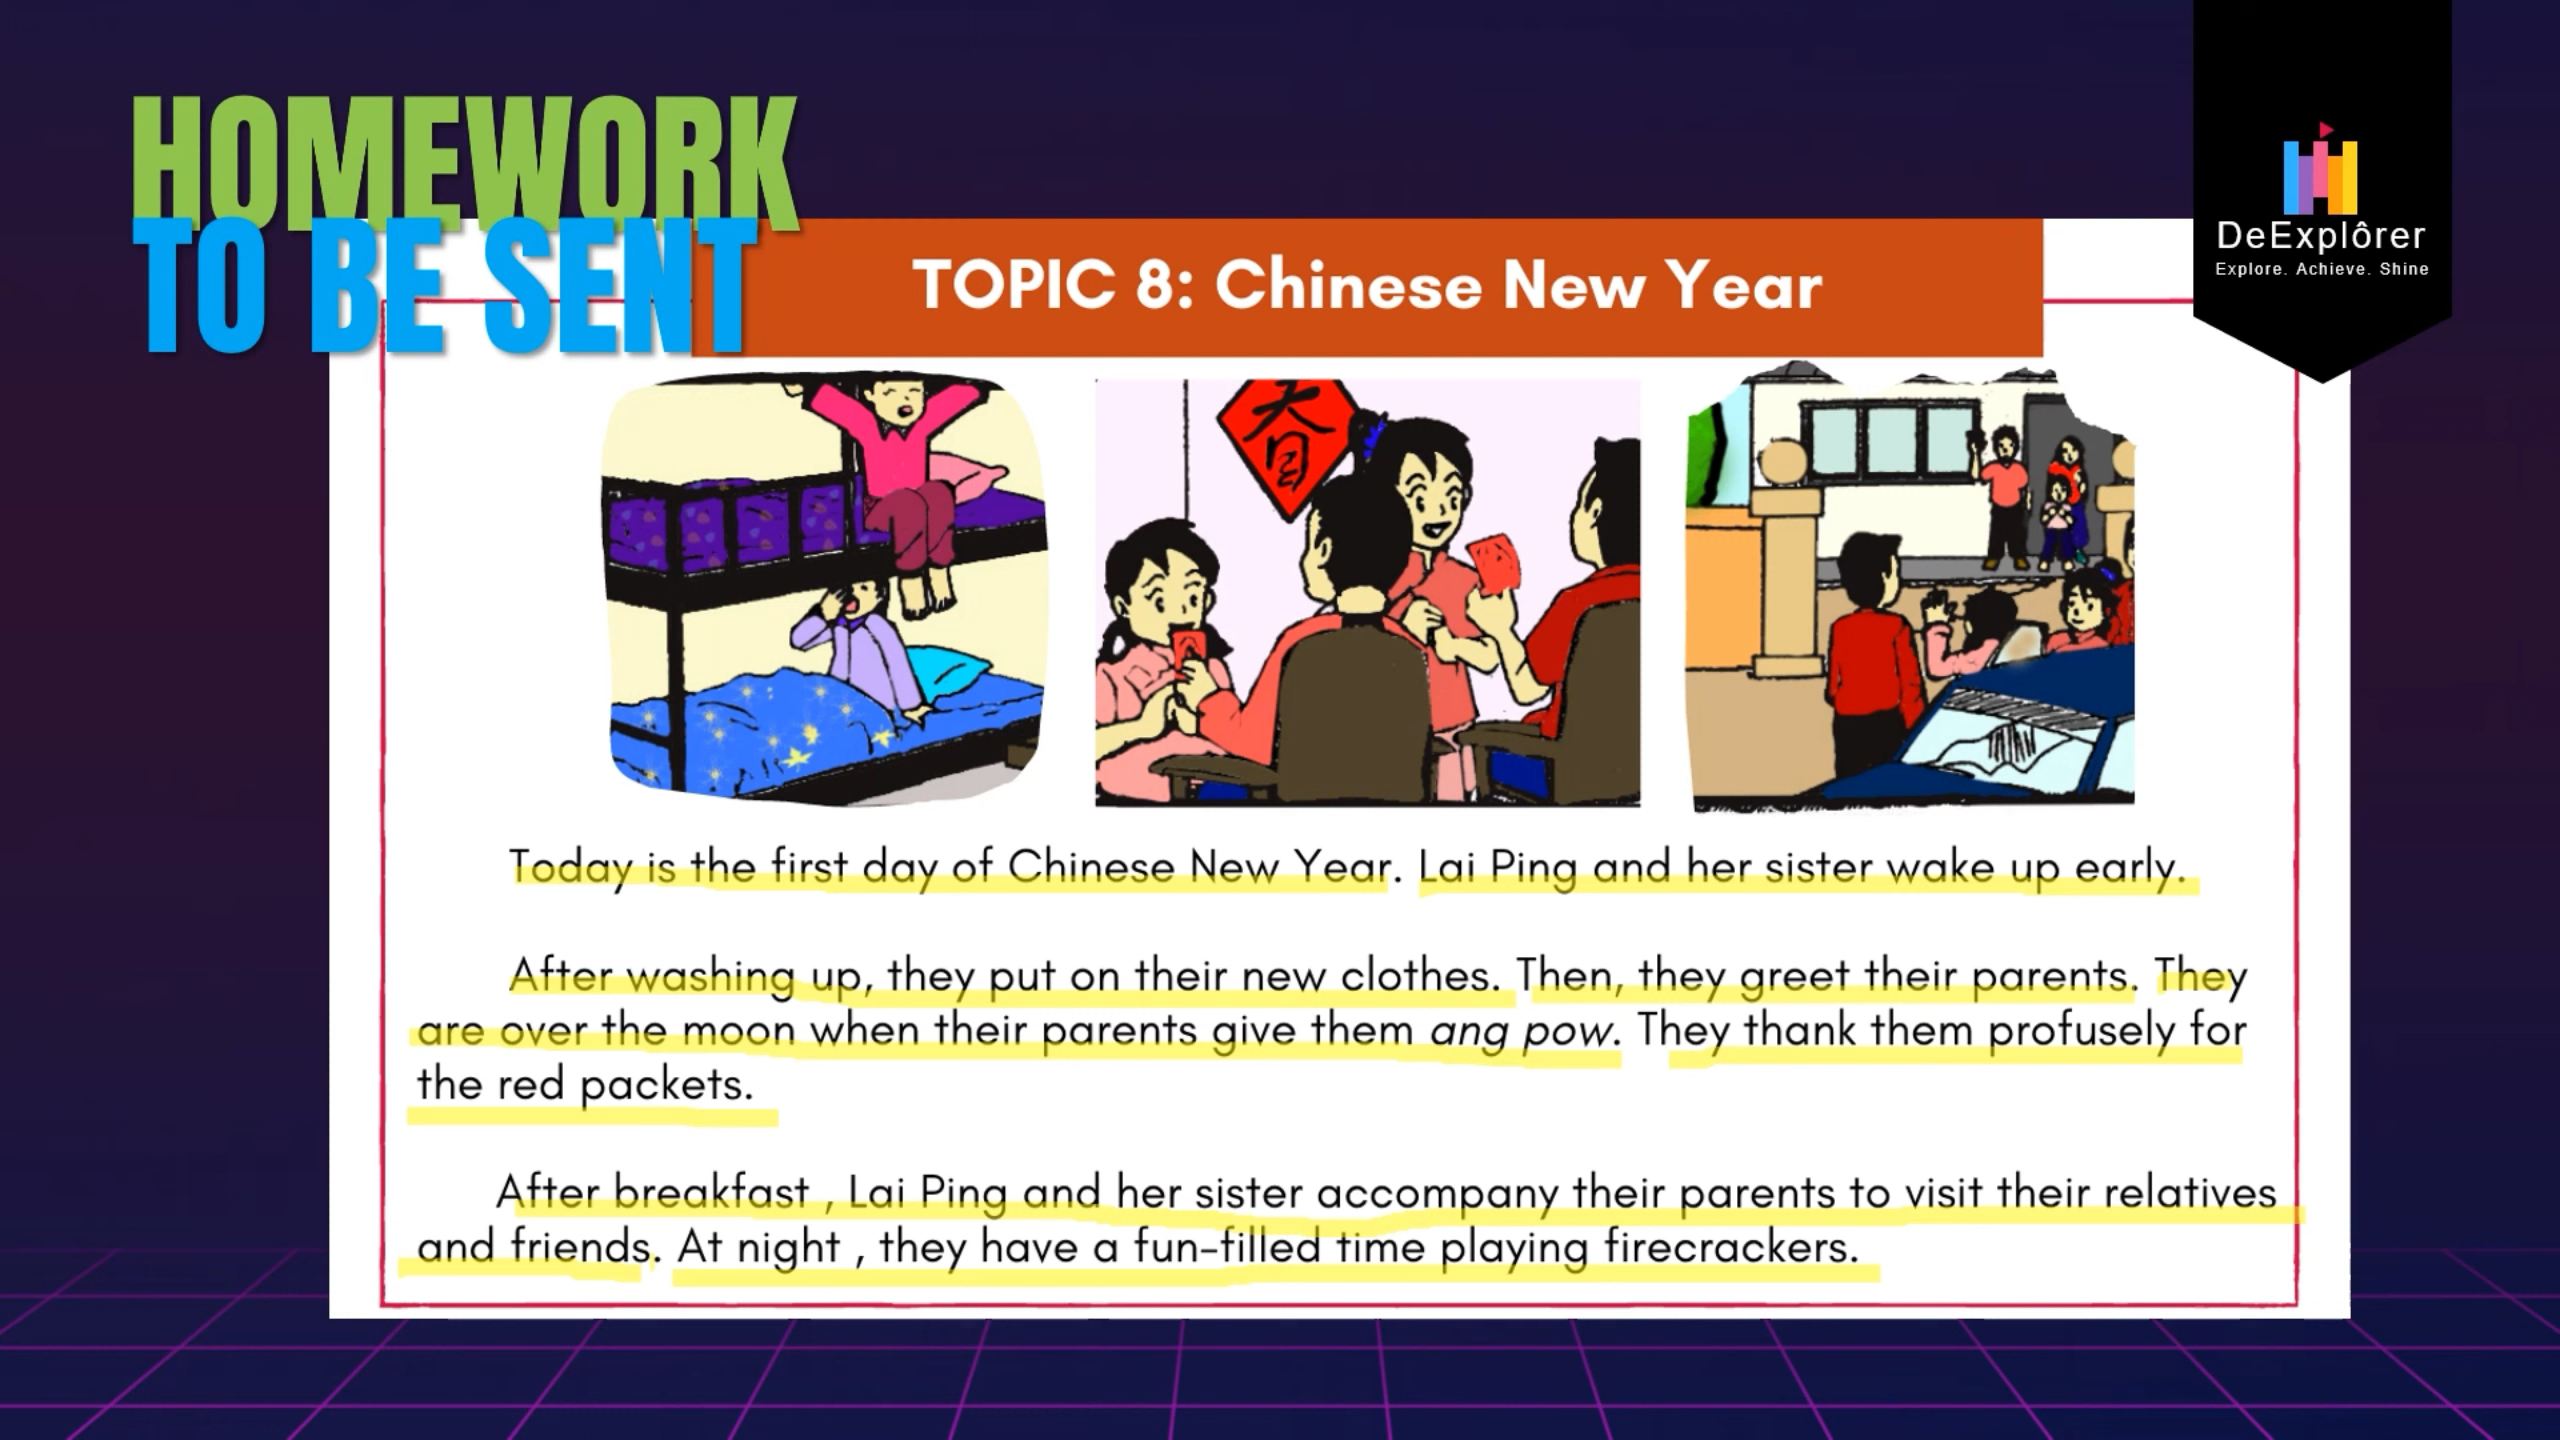 HOMEWORK
TO BE SENT
DeExplôrer
Explore. Achieve. Shine
TOPIC 8: Chinese New Year
春
Today is the first day of Chinese New Year. Lai Ping and her sister wake up early.
After washing up, they put on their new clothes. Then, they greet their parents. They
are over the moon when their parents give them ang pow. They thank them profusely for
the red packets.
After breakfast , Lai Ping and her sister accompany their parents to visit their relatives
and friends. At night , they have a fun-filled time playing firecrackers.